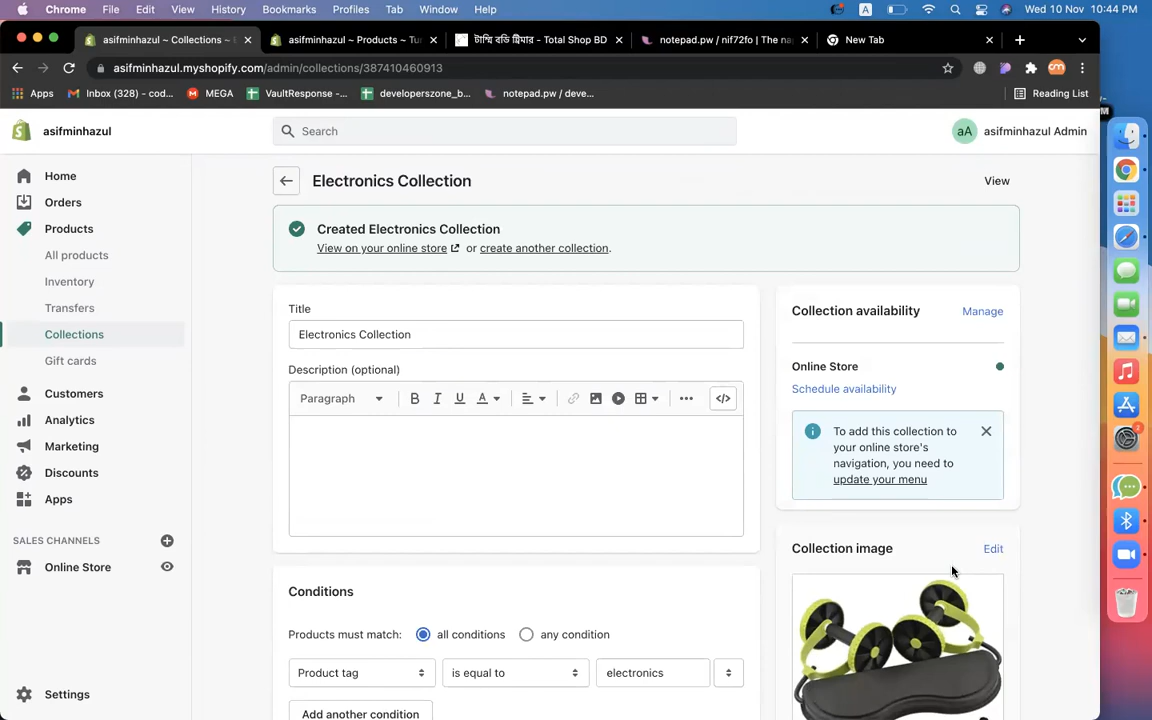 Chrome File Edit View History Bookmarks Profiles Tab Window Help A Wed 10 Nov 10:44 PM
asifminhazul ~ Collections ~ asifminhazul ~ Products ~ Tu টাম্মি বডি ট্রিমার - Total Shop BD notepad.pw / nif72fo | The na New Tab
asifminhazul.myshopify.com/admin/collections/387410460913
Apps Inbox (328) - cod... MEGA VaultResponse -... developerszone_b... notepad.pw / deve... Reading List
asifminhazul Search aA asifminhazul Admin
Home
Orders
Products
All products
Inventory
Transfers
Collections
Gift cards
Customers
Analytics
Marketing
Discounts
Apps
SALES CHANNELS
Online Store
Settings
Electronics Collection View
Created Electronics Collection
View on your online store or create another collection.
Title
Electronics Collection
Description (optional)
Paragraph B I U A
Conditions
Products must match: all conditions any condition
Product tag is equal to electronics
Add another condition
Collection availability Manage
Online Store
Schedule availability
To add this collection to
your online store's
navigation, you need to
update your menu
Collection image Edit